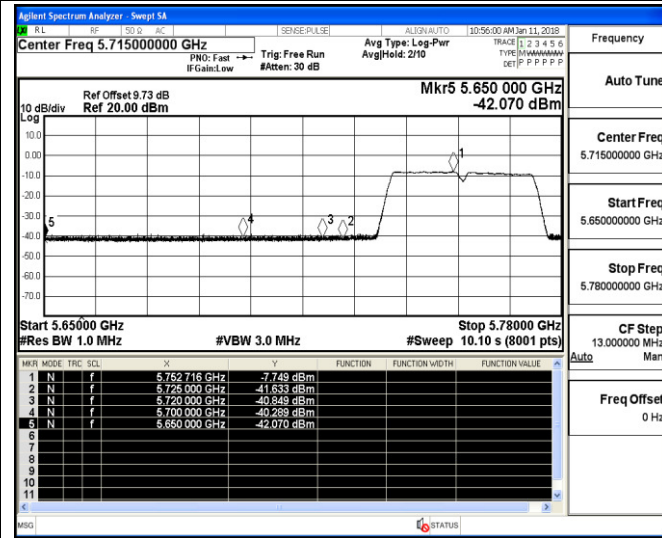 Agilent Spectrum Analyzer - Swept SA
RL RF 50 Ω AC SENSE:PULSE ALIGN AUTO 10:56:00 AM Jan 11, 2018
Center Freq 5.715000000 GHz
PNO: Fast
IFGain:Low
Trig: Free Run
#Atten: 30 dB
Avg Type: Log-Pwr
Avg|Hold: 2/10
TRACE 1 2 3 4 5 6
TYPE M W W W W W
DET P P P P P P
Mkr5 5.650 000 GHz
-42.070 dBm
Ref Offset 9.73 dB
Ref 20.00 dBm
10 dB/div
Log
10.0
0.00
-10.0
-20.0
-30.0
-40.0
-50.0
-60.0
-70.0
1
2
3
4
5
Start 5.65000 GHz
#Res BW 1.0 MHz
#VBW 3.0 MHz
Stop 5.78000 GHz
#Sweep 10.10 s (8001 pts)
MKR MODE TRC SCL X Y FUNCTION FUNCTION WIDTH FUNCTION VALUE
1 N f 5.752 716 GHz -7.749 dBm
2 N f 5.725 000 GHz -41.633 dBm
3 N f 5.720 000 GHz -40.849 dBm
4 N f 5.700 000 GHz -40.289 dBm
5 N f 5.650 000 GHz -42.070 dBm
6
7
8
9
10
11
MSG
STATUS
Frequency
Auto Tune
Center Freq
5.715000000 GHz
Start Freq
5.650000000 GHz
Stop Freq
5.780000000 GHz
CF Step
13.000000 MHz
Auto Man
Freq Offset
0 Hz